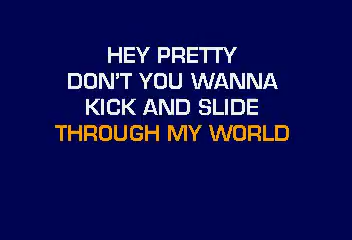 HEY PRETTY
DON'T YOU WANNA
KICK AND SLIDE
THROUGH MY WORLD